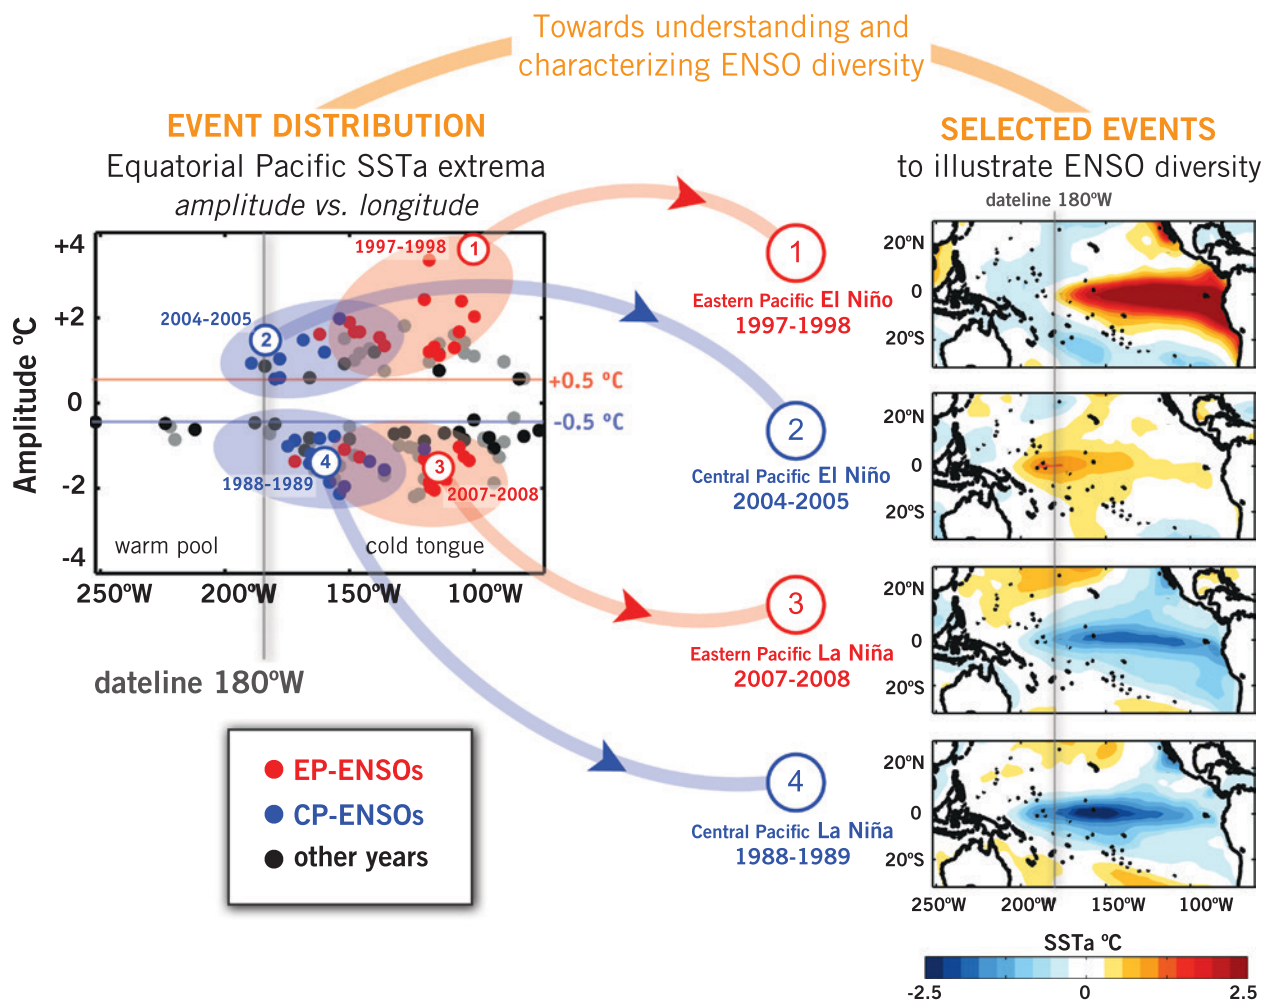 Towards understanding and
characterizing ENSO diversity
EVENT DISTRIBUTION
Equatorial Pacific SSTa extrema
amplitude vs. longitude
SELECTED EVENTS
to illustrate ENSO diversity
dateline 180ºW
Amplitude ºC
+4
+2
0
-2
-4
1997-1998
1
2004-2005
2
+0.5 ºC
-0.5 ºC
4
1988-1989
3
2007-2008
warm pool
cold tongue
250ºW
200ºW
150ºW
100ºW
dateline 180ºW
EP-ENSOs
CP-ENSOs
other years
1
Eastern Pacific El Niño
1997-1998
2
Central Pacific El Niño
2004-2005
3
Eastern Pacific La Niña
2007-2008
4
Central Pacific La Niña
1988-1989
20ºN
0
20ºS
20ºN
0
20ºS
20ºN
0
20ºS
20ºN
0
20ºS
250ºW
200ºW
150ºW
100ºW
SSTa ºC
-2.5
0
2.5